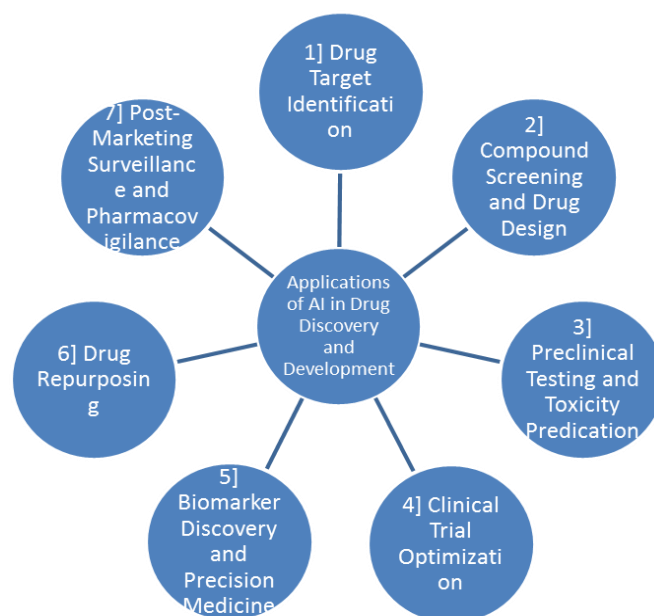 1] Drug
Target
Identificati
on
2]
Compound
Screening
and Drug
Design
3]
Preclinical
Testing and
Toxicity
Predication
4] Clinical
Trial
Optimizati
on
5]
Biomarker
Discovery
and
Precision
Medicine
6] Drug
Repurposin
g
7] Post-
Marketing
Surveillanc
e and
Pharmacov
igilance
Applications
of AI in Drug
Discovery
and
Development